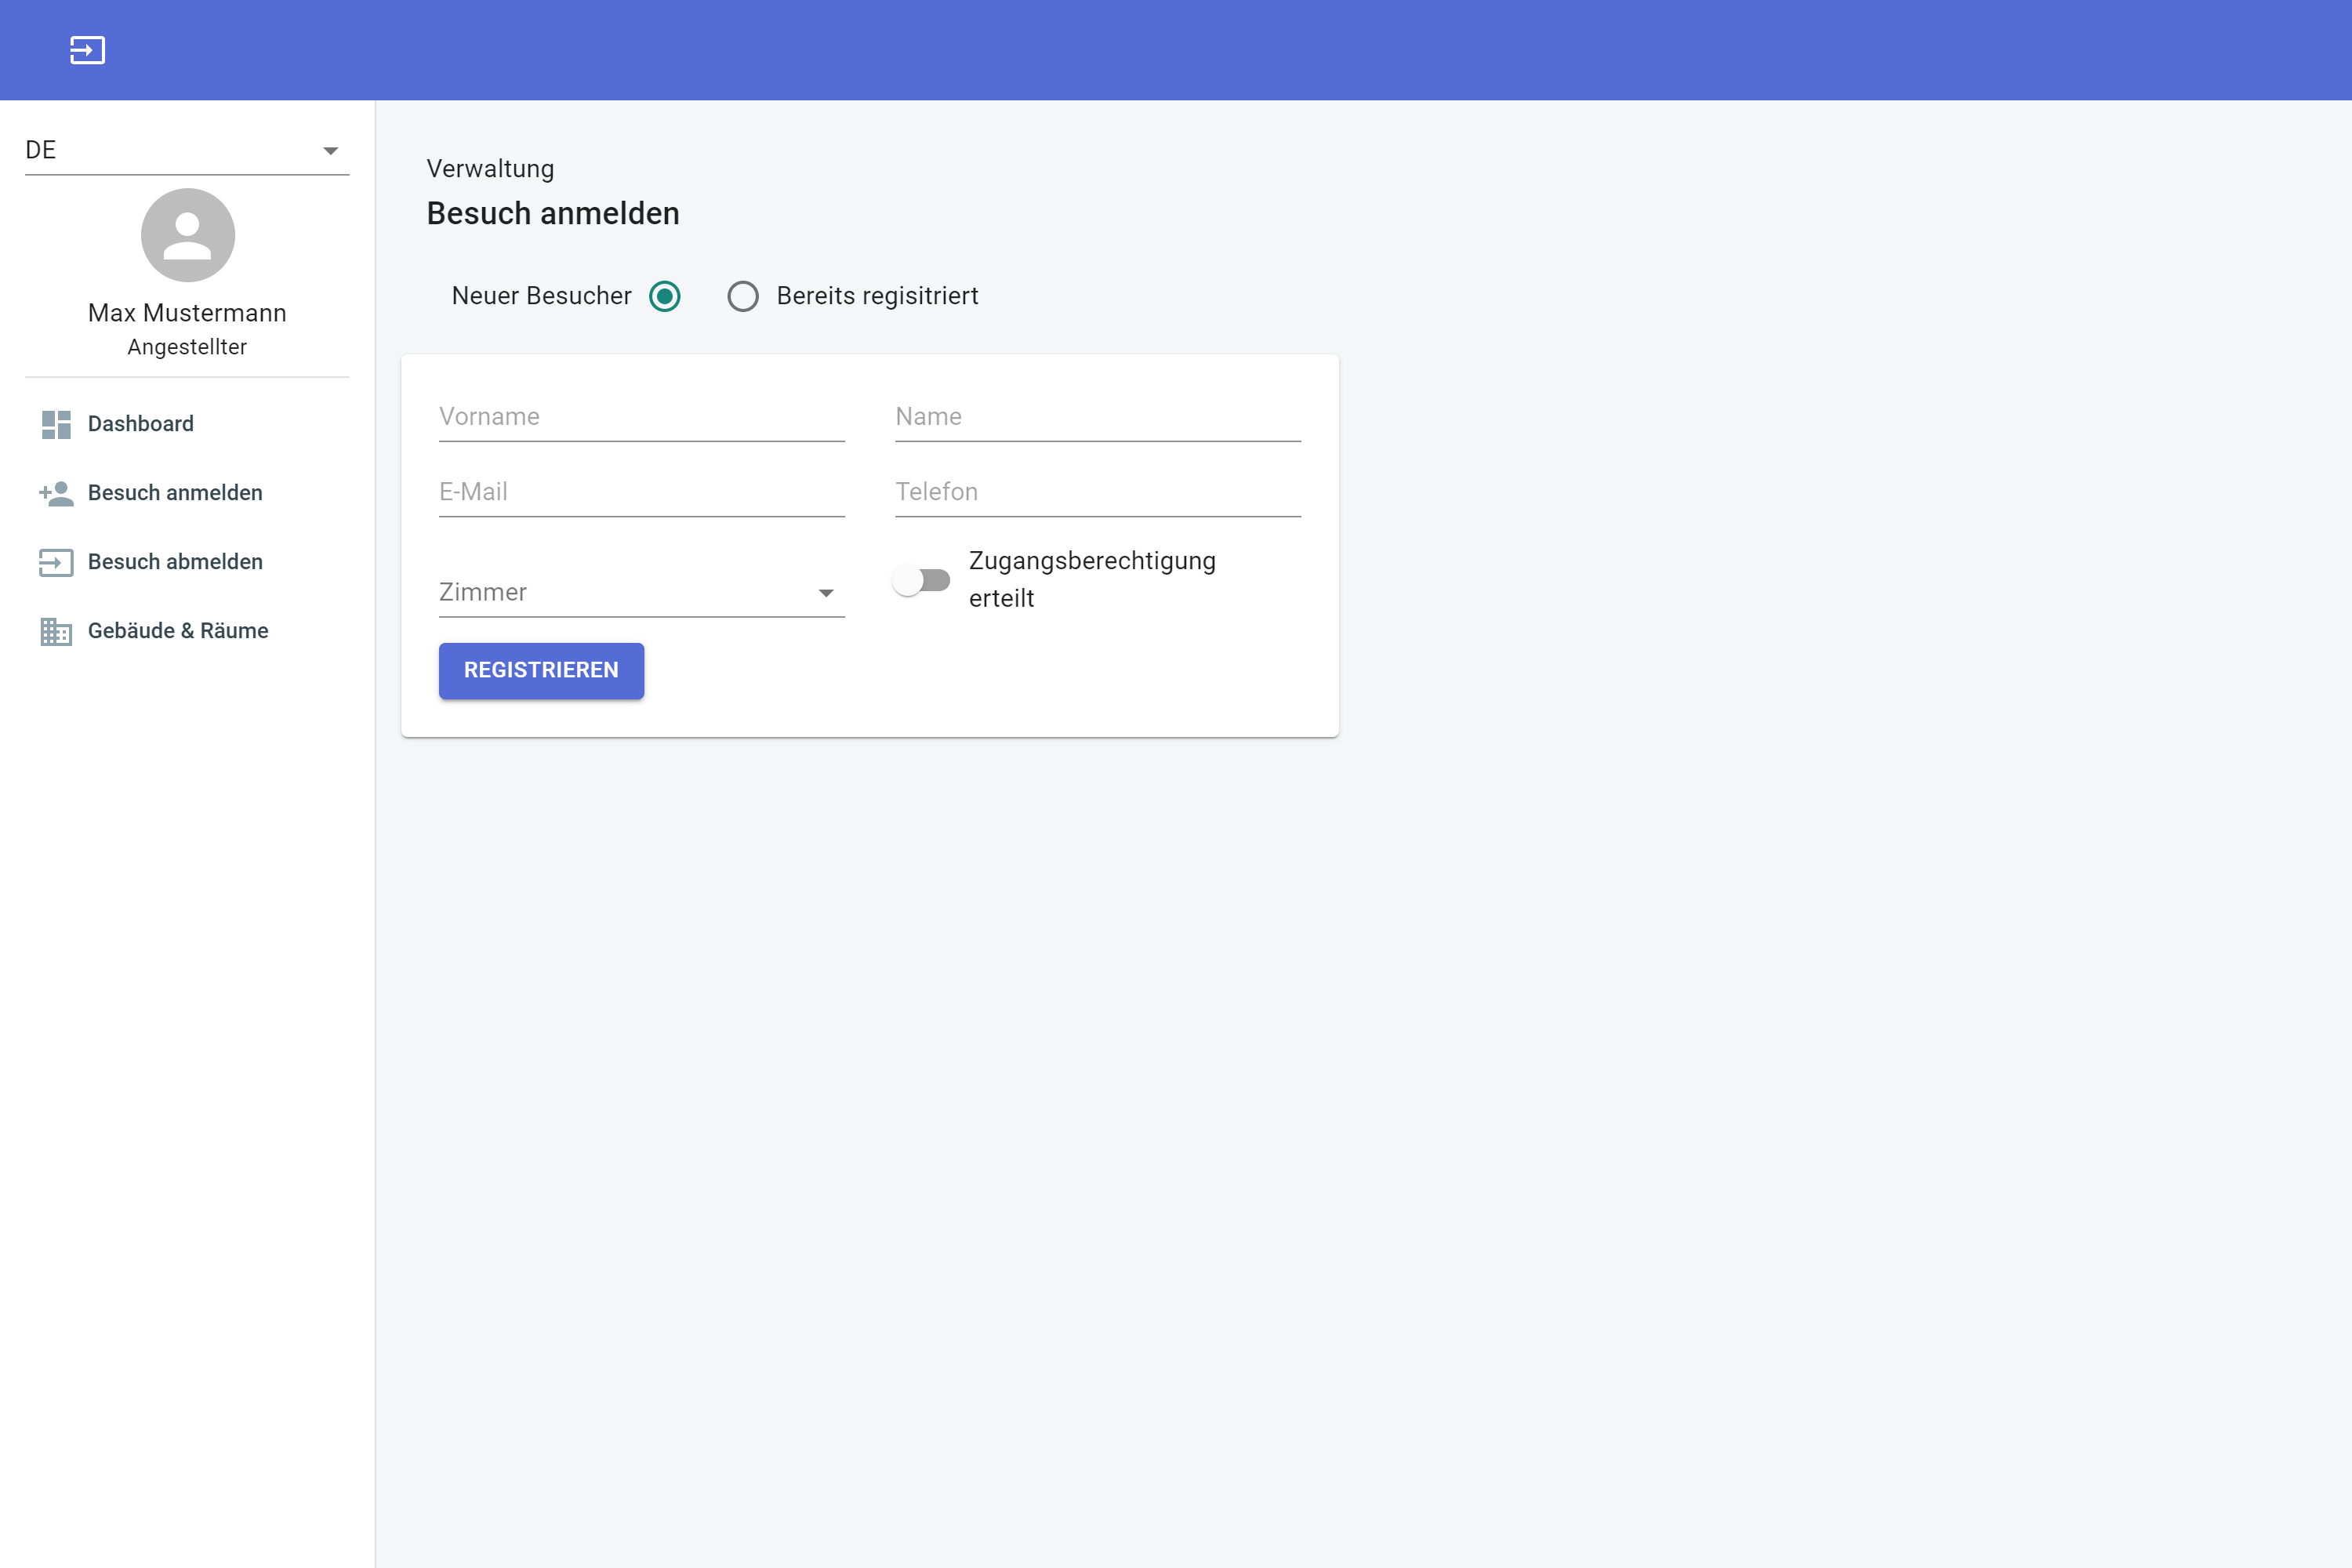 DE
Max Mustermann
Angestellter
Dashboard
Besuch anmelden
Besuch abmelden
Gebäude & Räume
Verwaltung
Besuch anmelden
Neuer Besucher
Bereits regisitriert
Vorname
Name
E-Mail
Telefon
Zimmer
Zugangsberechtigung
erteilt
REGISTRIEREN